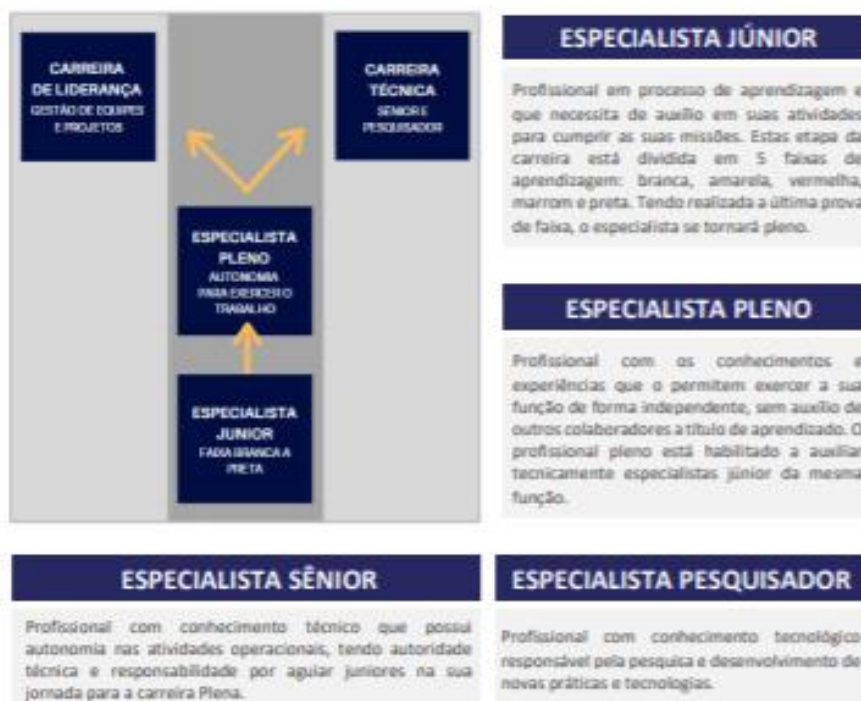 CARREIRA
DE LIDERANÇA
GESTÃO DE EQUIPES
E PROJETOS
CARREIRA
TÉCNICA
SÊNIOR E
PESQUISADOR
ESPECIALISTA
PLENO
AUTONOMIA
PARA EXERCER O
TRABALHO
ESPECIALISTA
JUNIOR
FAIXA BRANCA A
PRETA
ESPECIALISTA JÚNIOR
Profissional em processo de aprendizagem e
que necessita de auxílio em suas atividades
para cumprir as suas missões. Estas etapa da
carreira está dividida em 5 faixas de
aprendizagem: branca, amarela, vermelha,
marrom e preta. Tendo realizada a última prova
de faixa, o especialista se tornará pleno.
ESPECIALISTA PLENO
Profissional com os conhecimentos e
experiências que o permitem exercer a sua
função de forma independente, sem auxílio de
outros colaboradores a título de aprendizado. O
profissional pleno está habilitado a auxiliar
tecnicamente especialistas júnior da mesma
função.
ESPECIALISTA SÊNIOR
Profissional com conhecimento técnico que possui
autonomia nas atividades operacionais, tendo autoridade
técnica e responsabilidade por aguiar juniores na sua
jornada para a carreira Plena.
ESPECIALISTA PESQUISADOR
Profissional com conhecimento tecnológico
responsável pela pesquisa e desenvolvimento de
novas práticas e tecnologias.